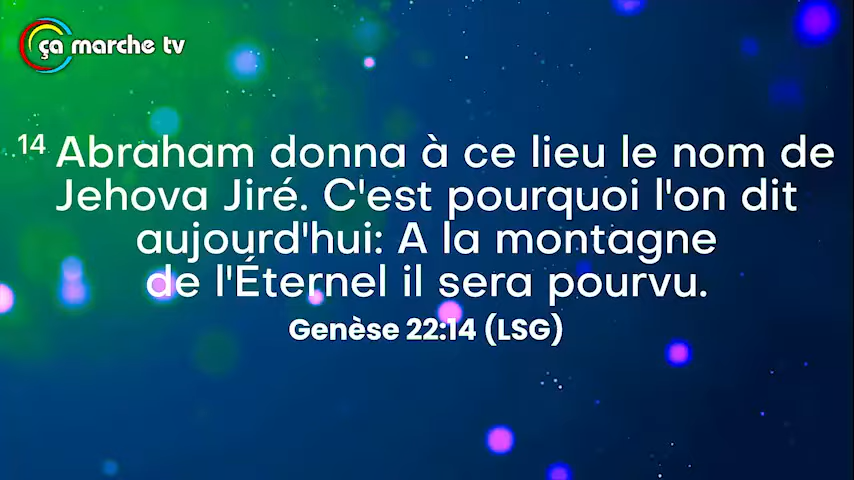 ça marche tv
14 Abraham donna à ce lieu le nom de
Jehova Jiré. C'est pourquoi l'on dit
aujourd'hui: A la montagne
de l'Éternel il sera pourvu.
Genèse 22:14 (LSG)